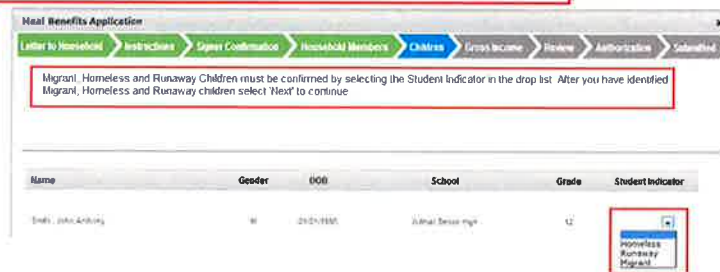 Meal Benefits Application
Letter to Household Instructions Signer Confirmation Household Members Children Gross Income Review Authorization Submitted
Migrant, Homeless and Runaway Children must be confirmed by selecting the Student Indicator in the drop list. After you have identified
Migrant, Homeless and Runaway children select 'Next' to continue
Name Gender DOB School Grade Student Indicator
John Anthony M 12
Homeless
Runaway
Migrant